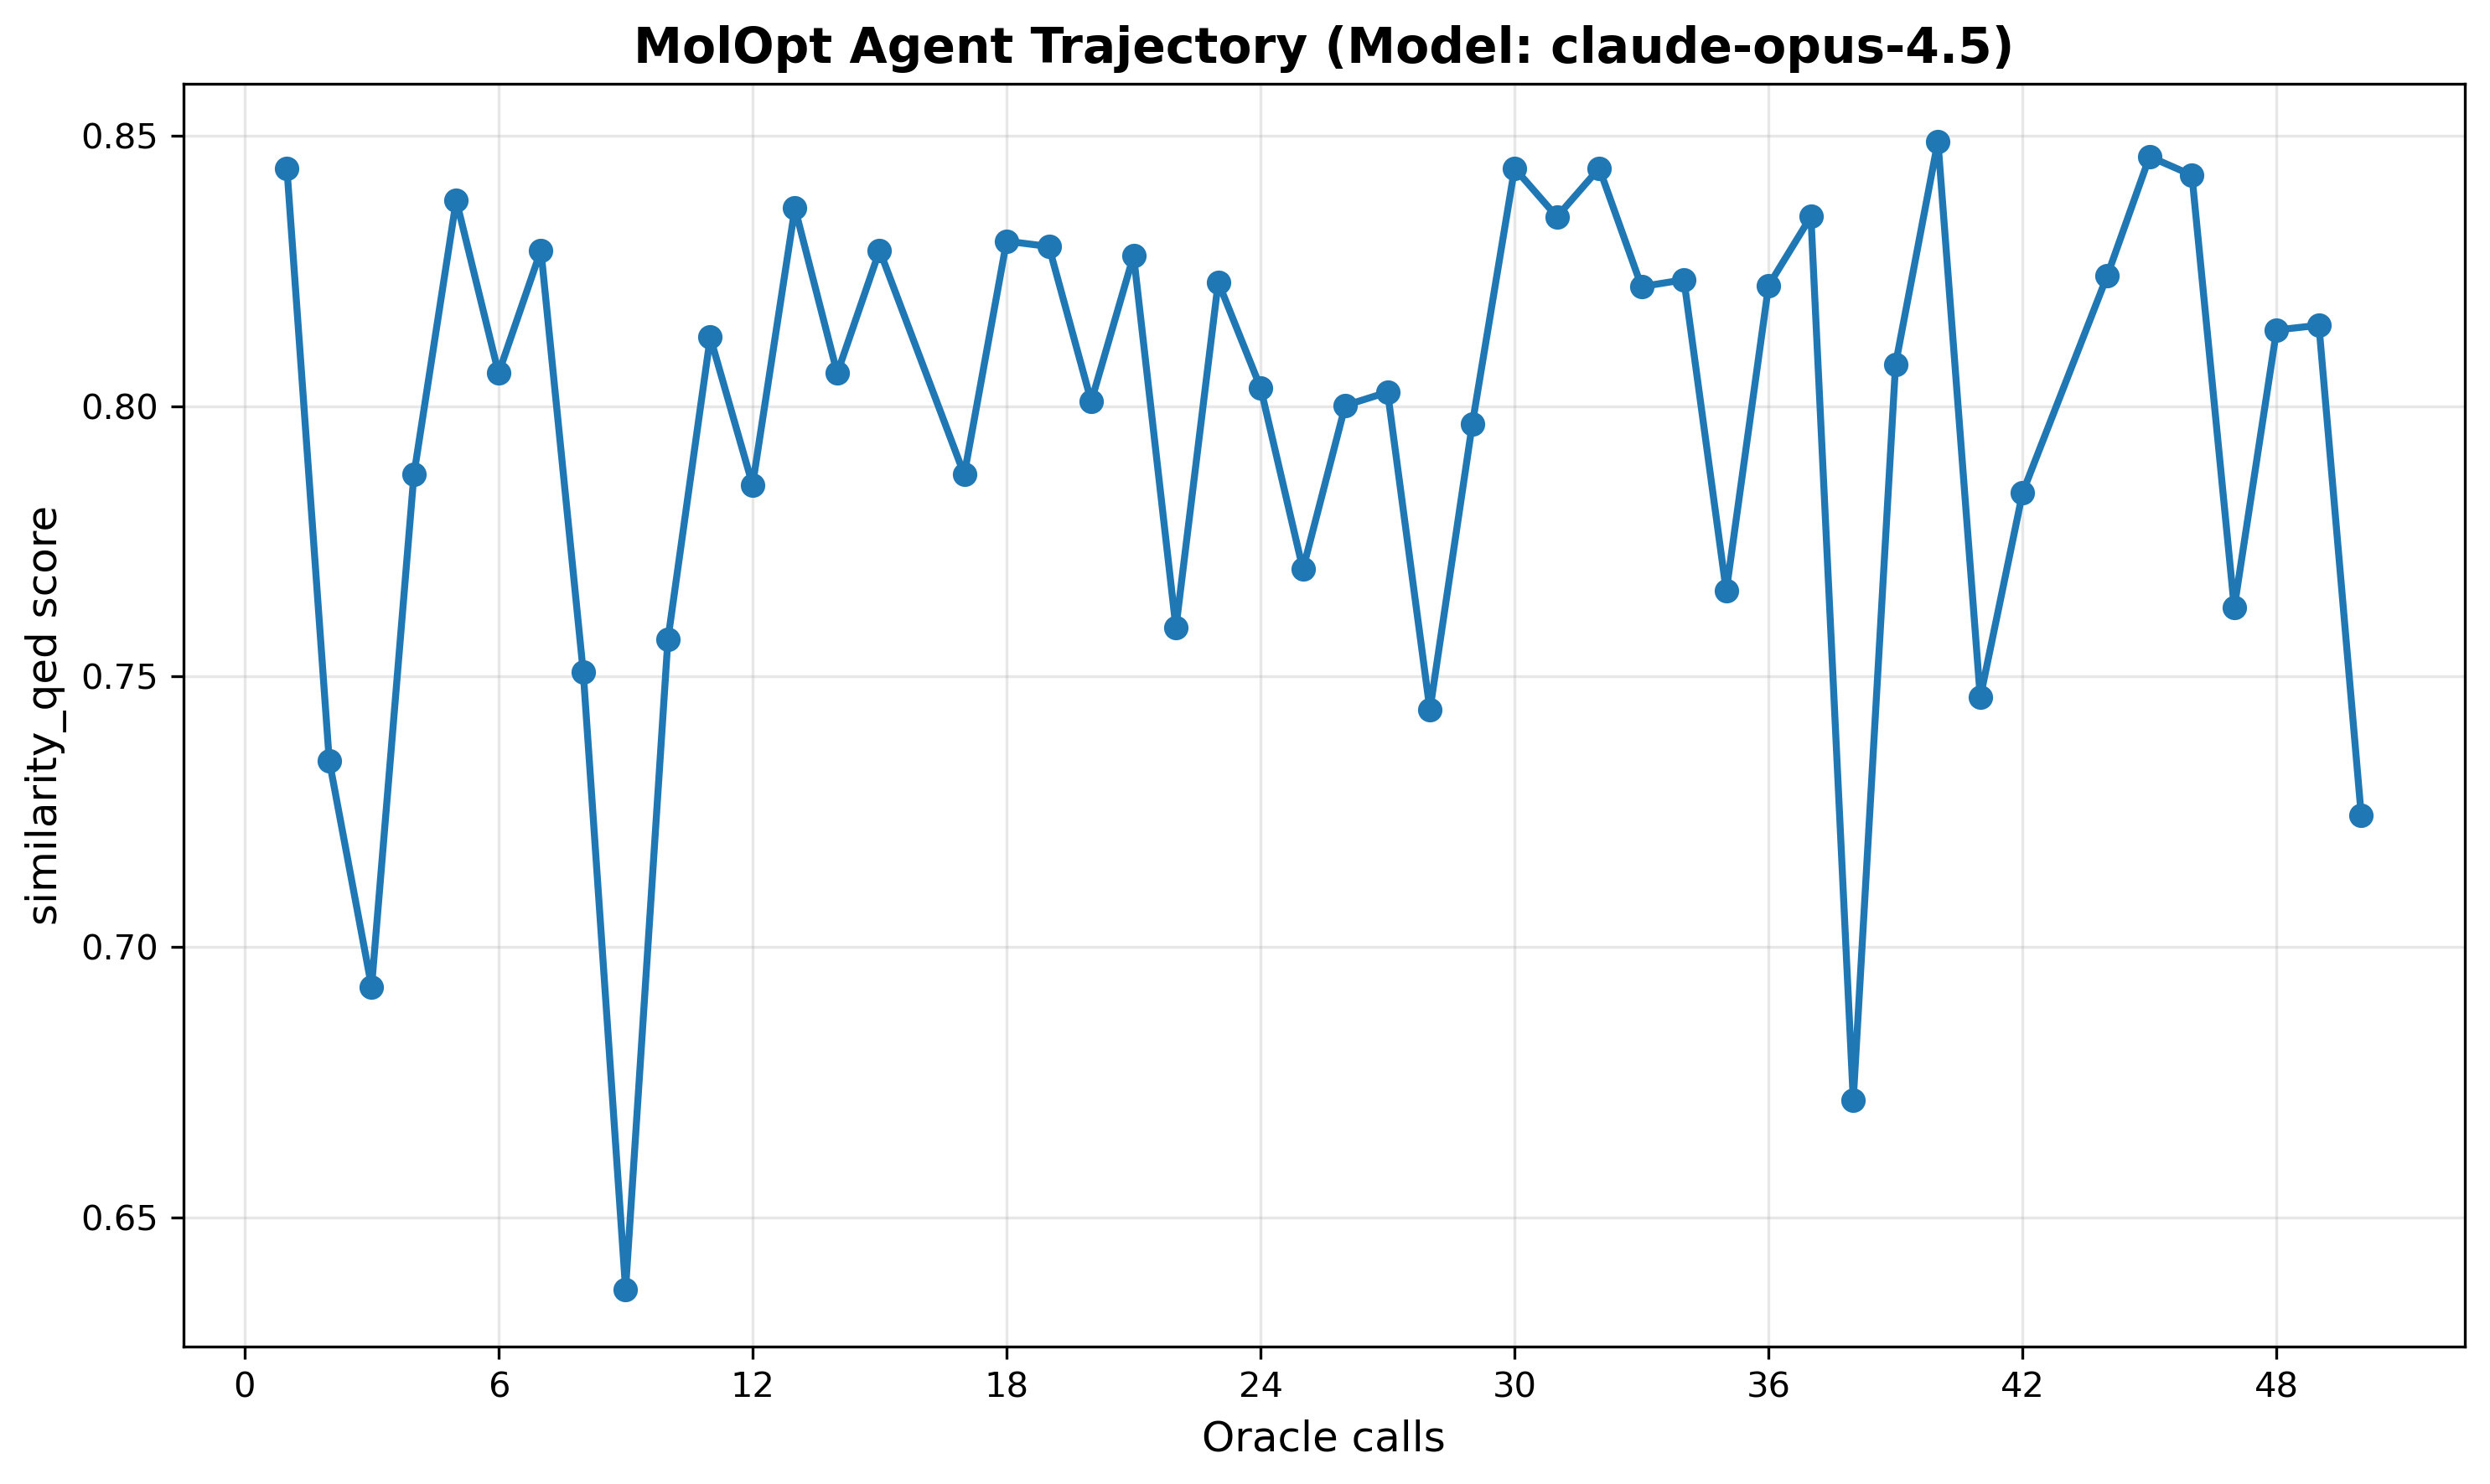 MolOpt Agent Trajectory (Model: claude-opus-4.5)
similarity_qed score
0.85
0.80
0.75
0.70
0.65
0 6 12 18 24 30 36 42 48
Oracle calls